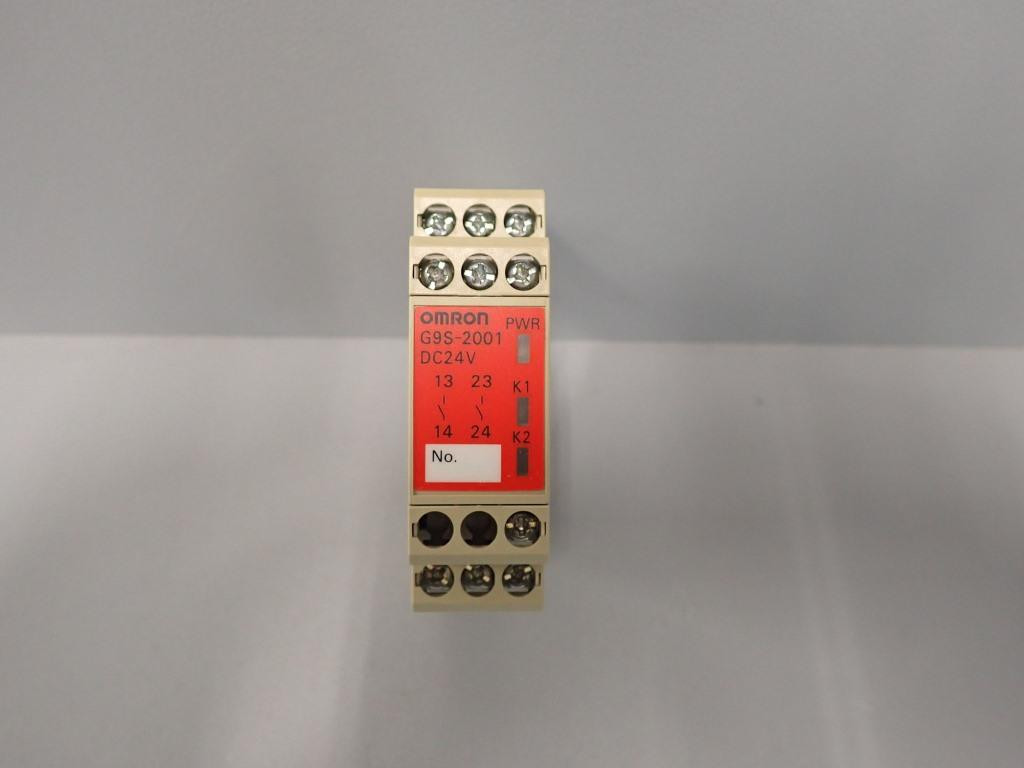 OMRON PWR
G9S-2001
DC24V
13 23
K1
14 24
K2
No.